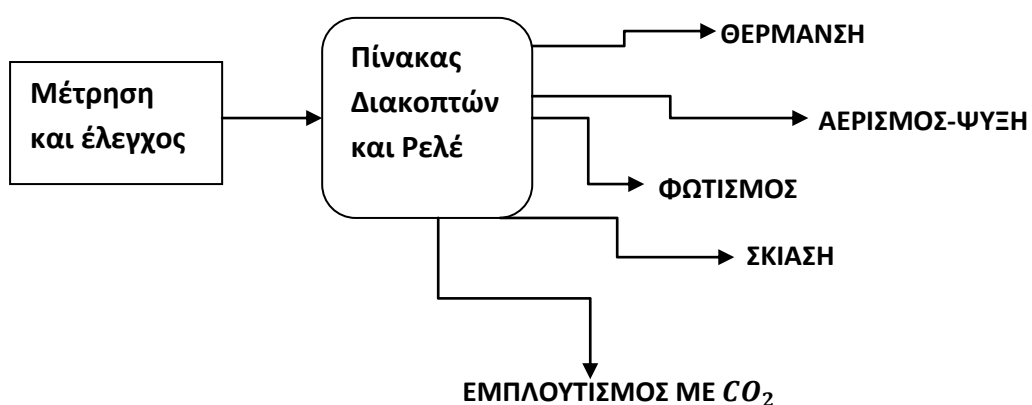 Μέτρηση
και έλεγχος
Πίνακας
Διακοπτών
και Ρελέ
ΘΕΡΜΑΝΣΗ
ΑΕΡΙΣΜΟΣ-ΨΥΞΗ
ΦΩΤΙΣΜΟΣ
ΣΚΙΑΣΗ
ΕΜΠΛΟΥΤΙΣΜΟΣ ΜΕ CO₂